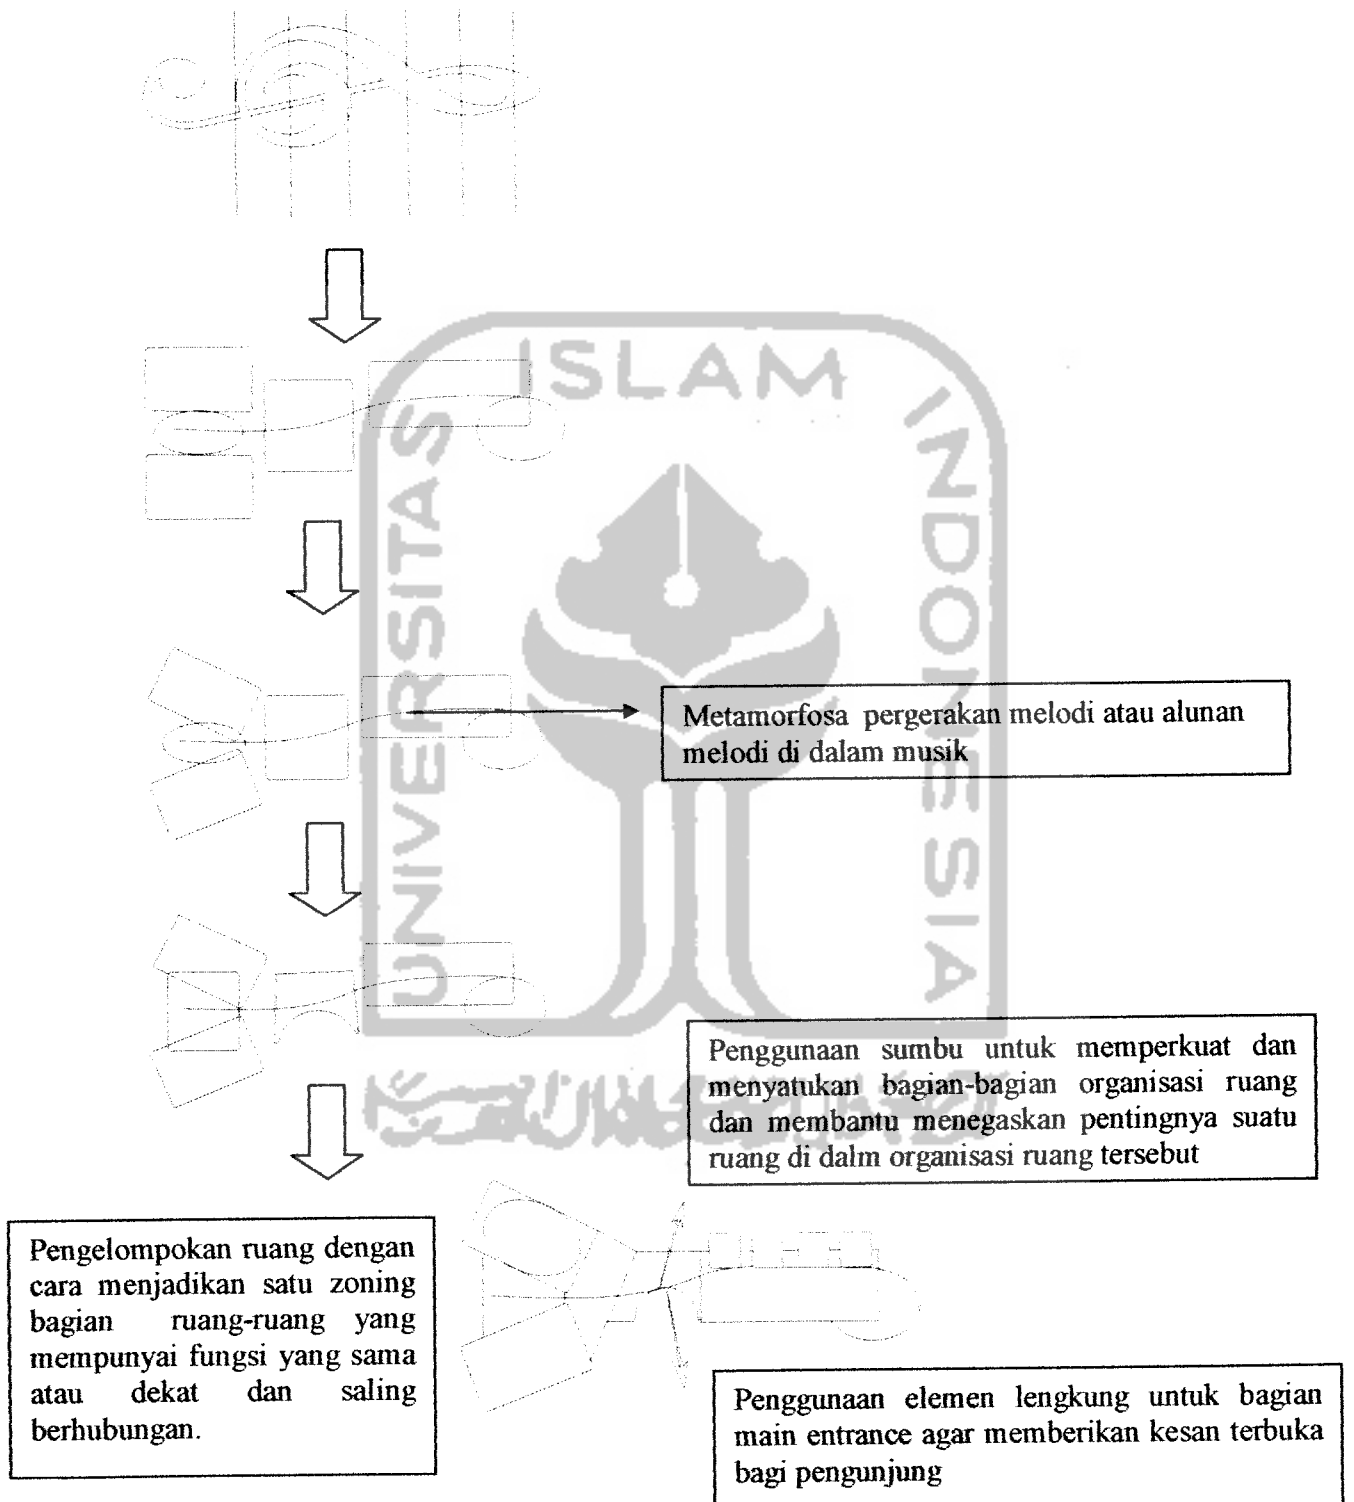 ISLAM
UNIVERSITAS
INDONESIA
Metamorfosa pergerakan melodi atau alunan
melodi di dalam musik
Penggunaan sumbu untuk memperkuat dan
menyatukan bagian-bagian organisasi ruang
dan membantu menegaskan pentingnya suatu
ruang di dalm organisasi ruang tersebut
Pengelompokan ruang dengan
cara menjadikan satu zoning
bagian ruang-ruang yang
mempunyai fungsi yang sama
atau dekat dan saling
berhubungan.
Penggunaan elemen lengkung untuk bagian
main entrance agar memberikan kesan terbuka
bagi pengunjung